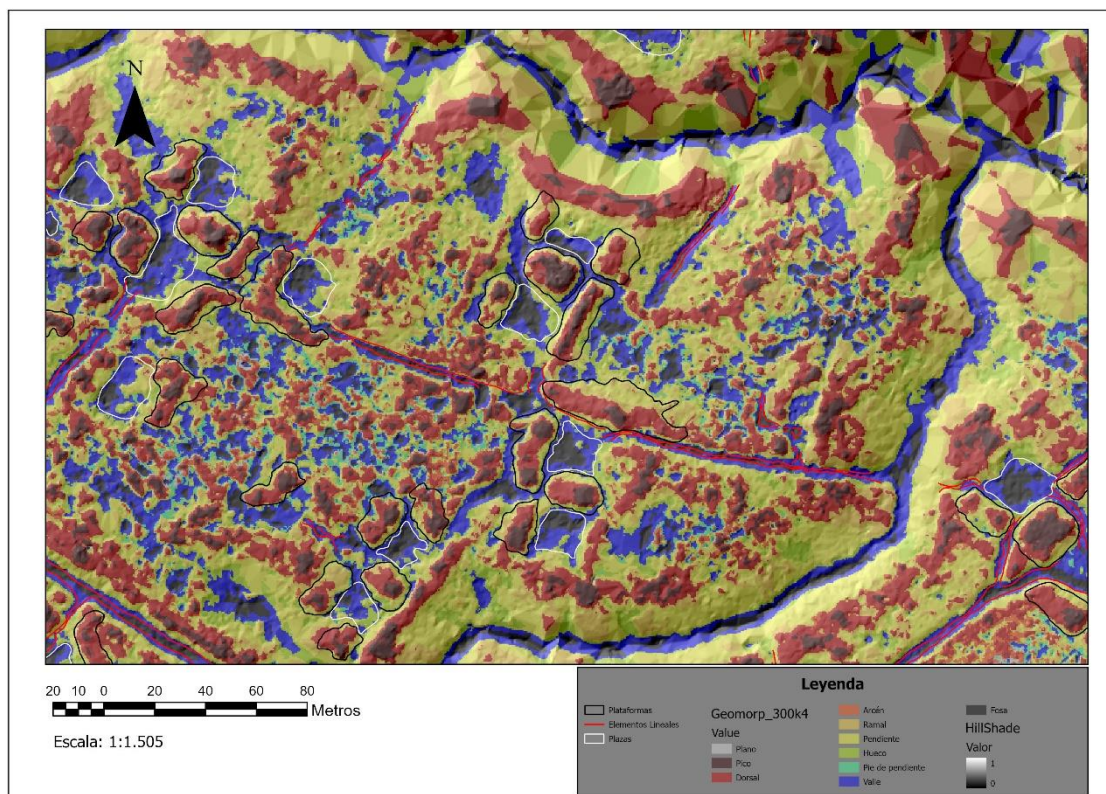 N
20 10 0 20 40 60 80
Metros
Escala: 1:1.505
Leyenda
Plataformas
Elementos Lineales
Plazas
Geomorp_300k4
Value
Plano
Pico
Dorsal
Arcén
Ramal
Pendiente
Hueco
Pie de pendiente
Valle
Fosa
HillShade
Valor
1
0